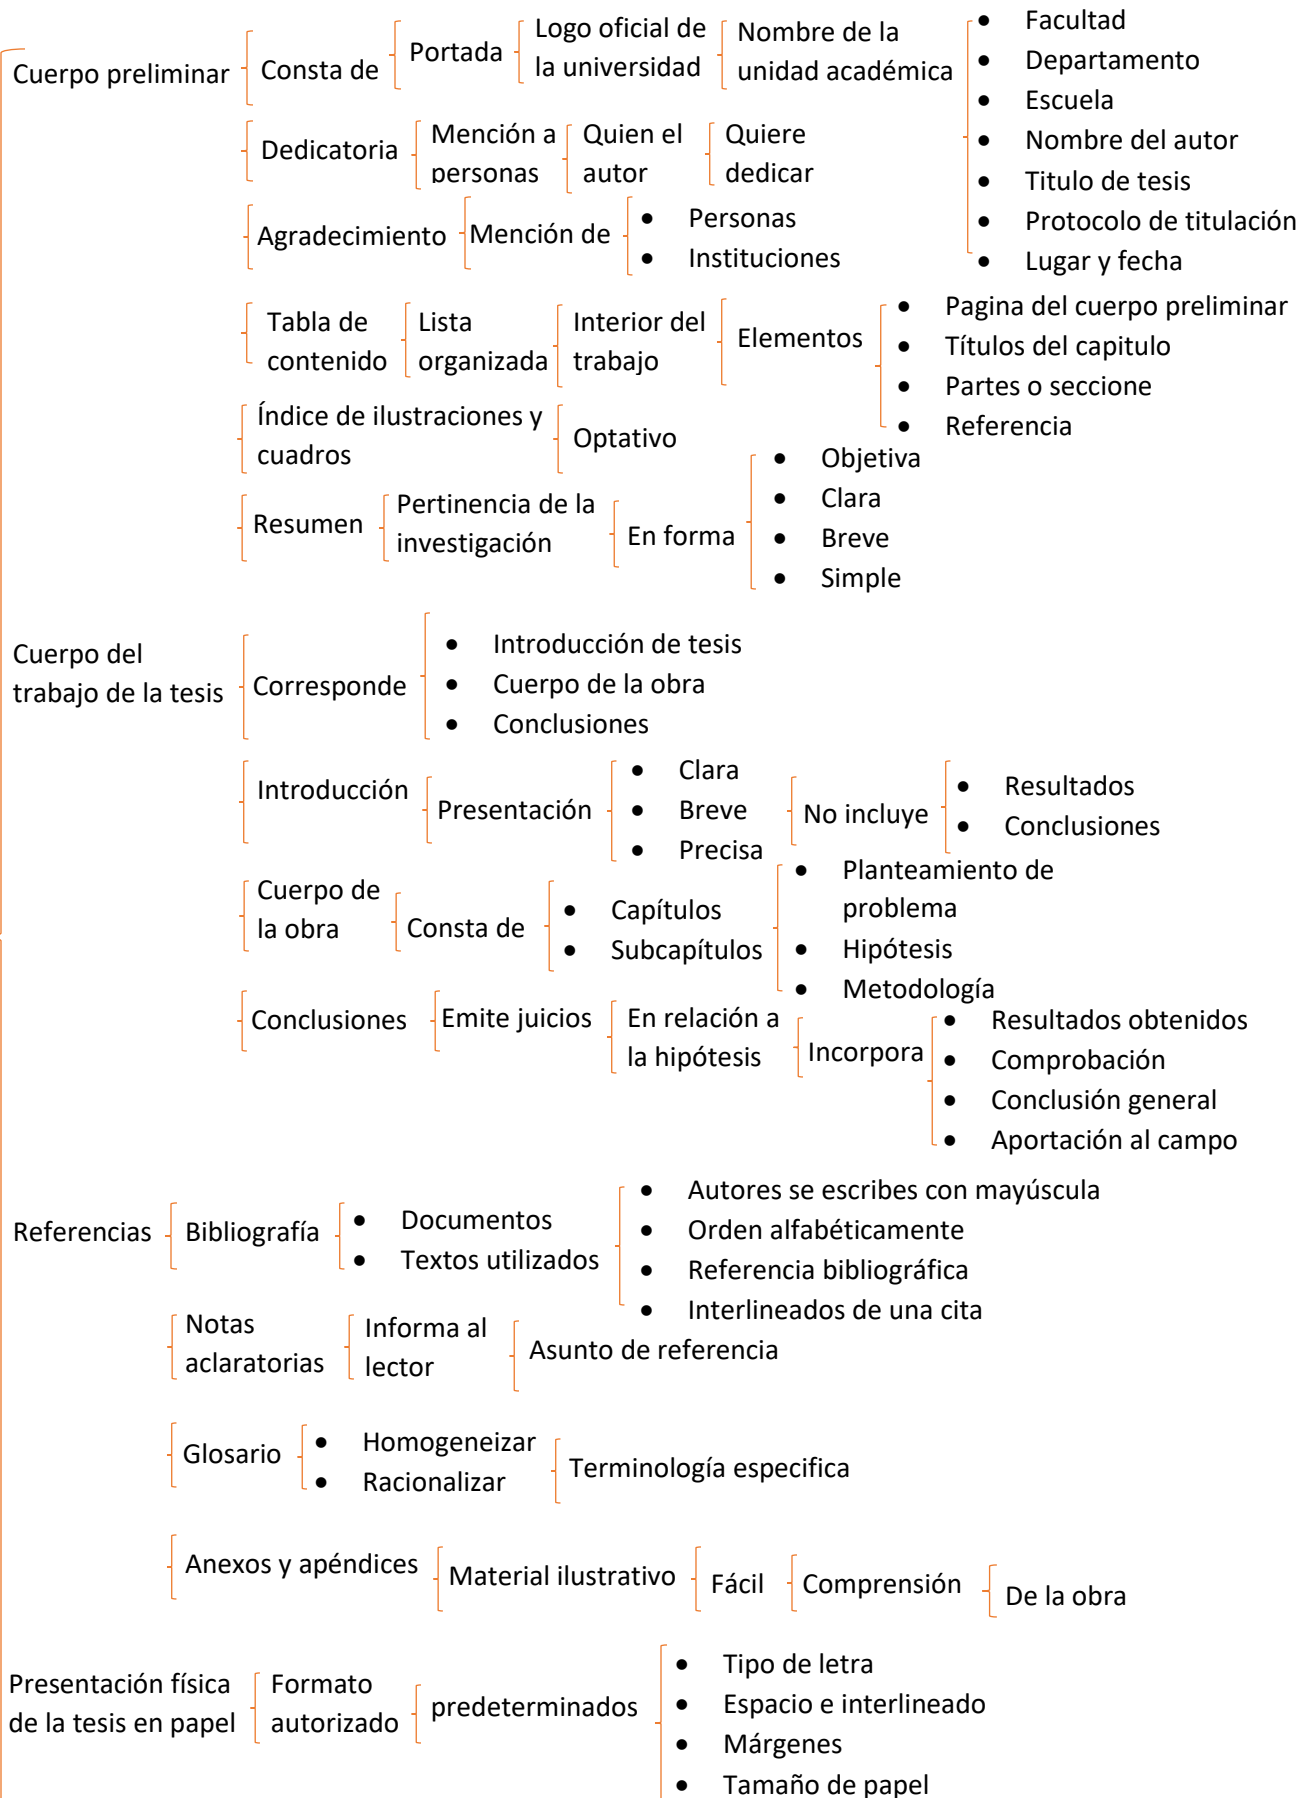 Cuerpo preliminar
Consta de
Portada
Logo oficial de
la universidad
Nombre de la
unidad académica
• Facultad
• Departamento
• Escuela
• Nombre del autor
• Titulo de tesis
• Protocolo de titulación
• Lugar y fecha
Dedicatoria
Mención a
personas
Quien el
autor
Quiere
dedicar
Agradecimiento
Mención de
• Personas
• Instituciones
Tabla de
contenido
Lista
organizada
Interior del
trabajo
Elementos
• Pagina del cuerpo preliminar
• Títulos del capitulo
• Partes o seccione
• Referencia
Índice de ilustraciones y
cuadros
Optativo
Resumen
Pertinencia de la
investigación
En forma
• Objetiva
• Clara
• Breve
• Simple
Cuerpo del
trabajo de la tesis
Corresponde
• Introducción de tesis
• Cuerpo de la obra
• Conclusiones
Introducción
Presentación
• Clara
• Breve
• Precisa
No incluye
• Resultados
• Conclusiones
Cuerpo de
la obra
Consta de
• Capítulos
• Subcapítulos
• Planteamiento de
problema
• Hipótesis
• Metodología
Conclusiones
Emite juicios
En relación a
la hipótesis
Incorpora
• Resultados obtenidos
• Comprobación
• Conclusión general
• Aportación al campo
Referencias
Bibliografía
• Documentos
• Textos utilizados
• Autores se escribes con mayúscula
• Orden alfabéticamente
• Referencia bibliográfica
• Interlineados de una cita
Notas
aclaratorias
Informa al
lector
Asunto de referencia
Glosario
• Homogeneizar
• Racionalizar
Terminología especifica
Anexos y apéndices
Material ilustrativo
Fácil
Comprensión
De la obra
Presentación física
de la tesis en papel
Formato
autorizado
predeterminados
• Tipo de letra
• Espacio e interlineado
• Márgenes
• Tamaño de papel